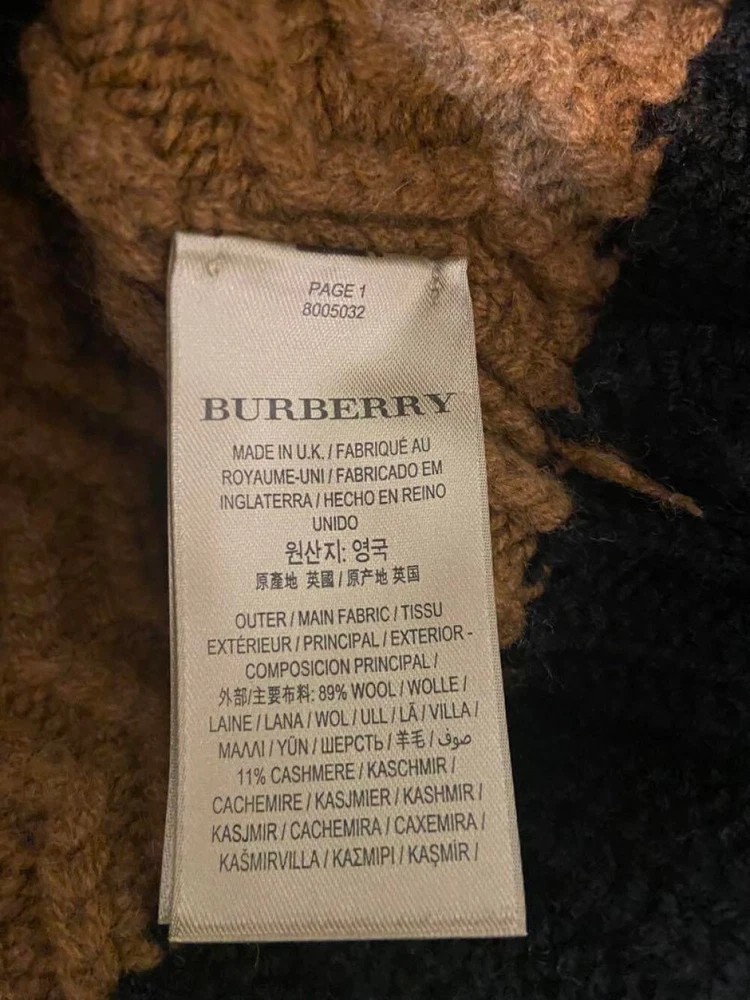 PAGE 1
8005032
BURBERRY
MADE IN U.K. / FABRIQUÉ AU
ROYAUME-UNI / FABRICADO EM
INGLATERRA / HECHO EN REINO
UNIDO
원산지: 영국
原產地 英國 / 原产地 英国
OUTER / MAIN FABRIC / TISSU
EXTÉRIEUR / PRINCIPAL / EXTERIOR -
COMPOSICION PRINCIPAL /
外部/主要布料: 89% WOOL / WOLLE /
LAINE / LANA / WOL / ULL / LÃ / VILLA /
ΜΑΛΛΙ / YÜN / ШЕРСТЬ / 羊毛 / صوف /
11% CASHMERE / KASCHMIR /
CACHEMIRE / KASJMIER / KASHMIR /
KASJMIR / CACHEMIRA / CAXEMIRA /
KAŠMIRVILLA / ΚΑΣΜΙΡΙ / KAŞMİR /